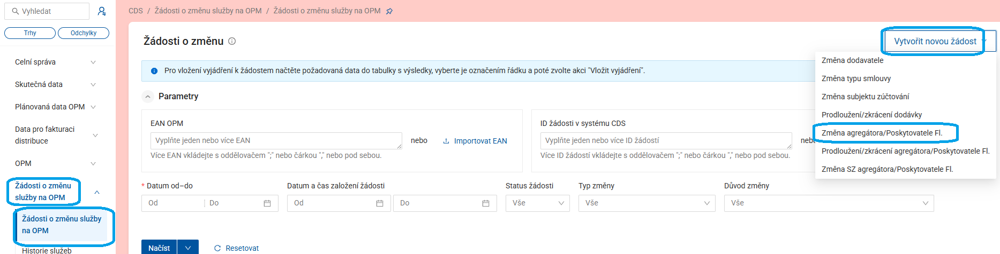 Vyhledat
Trhy
Odchylky
Celní správa
Skutečná data
Plánovaná data OPM
Data pro fakturaci
distribuce
OPM
Žádosti o změnu
služby na OPM
Žádosti o změnu služby
na OPM
Historie služeb
CDS / Žádosti o změnu služby na OPM / Žádosti o změnu služby na OPM
Žádosti o změnu
Vytvořit novou žádost
Změna dodavatele
Změna typu smlouvy
Změna subjektu zúčtování
Prodloužení/zkrácení dodávky
Změna agregátora/Poskytovatele Fl.
Prodloužení/zkrácení agregátora/Poskytovatele Fl.
Změna SZ agregátora/Poskytovatele Fl.
Pro vložení vyjádření k žádostem načtěte požadovaná data do tabulky s výsledky, vyberte je označením řádku a poté zvolte akci "Vložit vyjádření".
Parametry
EAN OPM
Vyplňte jeden nebo více EAN
nebo
Importovat EAN
Více EAN vkládejte s oddělovačem ";" nebo čárkou "," nebo pod sebou.
ID žádosti v systému CDS
Vyplňte jeden nebo více ID žádostí
nebo
Více ID žádostí vkládejte s oddělovačem ";" nebo čárkou "," nebo pod sebou.
* Datum od–do
Od
Do
Datum a čas založení žádosti
Od
Do
Status žádosti
Vše
Typ změny
Vše
Důvod změny
Vše
Načíst
Resetovat